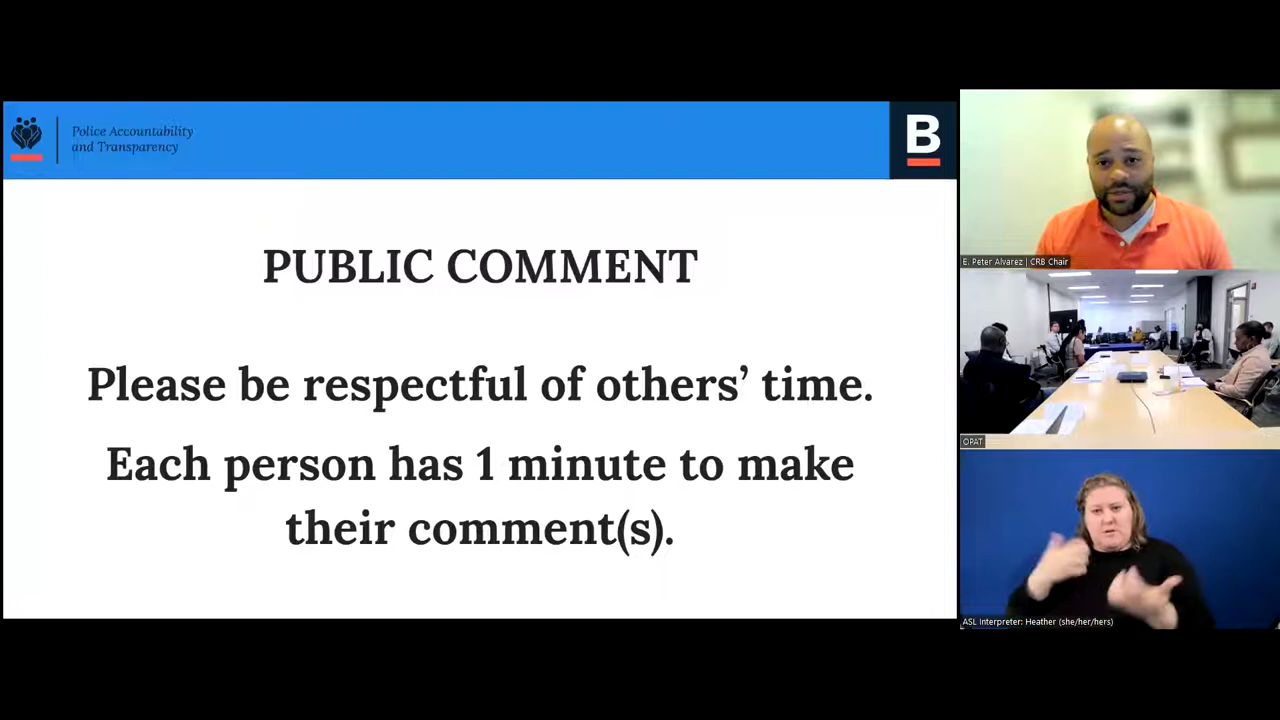 Police Accountability
and Transparency
B
PUBLIC COMMENT
Please be respectful of others’ time.
Each person has 1 minute to make
their comment(s).
E. Peter Alvarez | CRB Chair
OPAT
ASL Interpreter: Heather (she/her/hers)